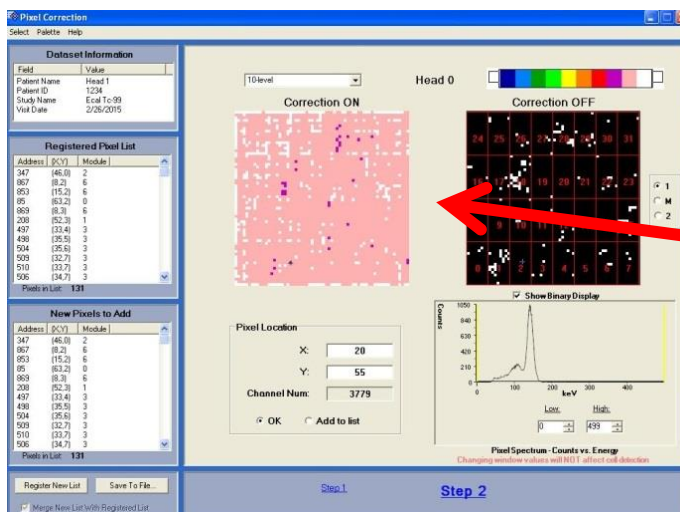 Pixel Correction
Select Palette Help
Dataset Information
Field Value
Patient Name Head 1
Patient ID 1234
Study Name Ecal Tc-99
Visit Date 2/26/2015
Registered Pixel List
Address (X,Y) Module
347 (46,0) 2
867 (8,2) 6
853 (15,2) 6
85 (63,2) 0
869 (8,3) 6
208 (52,3) 1
497 (33,4) 3
498 (35,5) 3
504 (35,6) 3
509 (32,7) 3
510 (33,7) 3
506 (34,7) 3
Pixels in List: 131
New Pixels to Add
Address (X,Y) Module
347 (46,0) 2
867 (8,2) 6
853 (15,2) 6
85 (63,2) 0
869 (8,3) 6
208 (52,3) 1
497 (33,4) 3
498 (35,5) 3
504 (35,6) 3
509 (32,7) 3
510 (33,7) 3
506 (34,7) 3
Pixels in List: 131
Register New List Save To File...
Merge New List With Registered List
10-level
Head 0
Correction ON
Correction OFF
24 25 26 27 28 29 30 31
16 17 18 19 20 21 22 23
9 10 11
0 2 3 4 5 6 7
1
M
2
Show Binary Display
Pixel Location
X: 20
Y: 55
Channel Num: 3779
OK Add to list
Counts
1050
840
630
420
210
0
0 100 200 300 400
keV
Low: High:
0 499
Pixel Spectrum - Counts vs. Energy
Changing window values will NOT affect cell detection
Step 1
Step 2